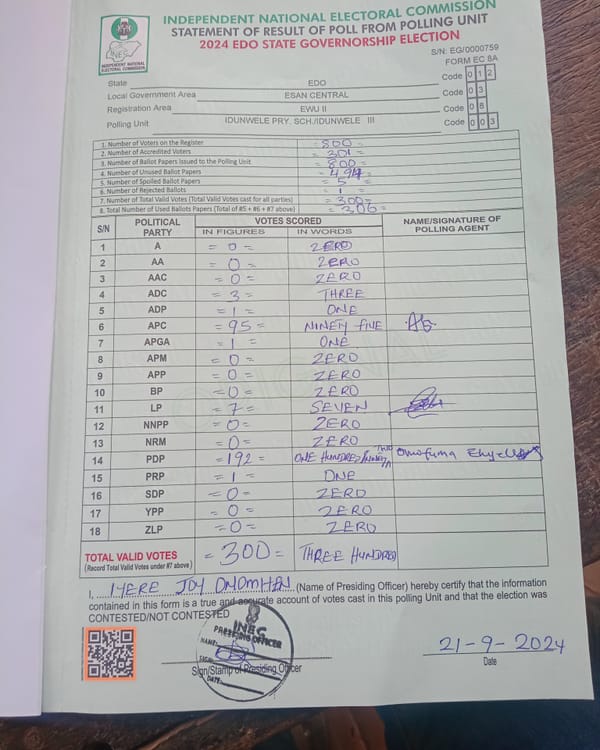 INDEPENDENT NATIONAL ELECTORAL COMMISSION
STATEMENT OF RESULT OF POLL FROM POLLING UNIT
2024 EDO STATE GOVERNORSHIP ELECTION
INEC
INDEPENDENT NATIONAL
ELECTORAL COMMISSION
S/N: EG/0000759
FORM EC 8A
State EDO Code 0 1 2
Local Government Area ESAN CENTRAL Code 0 3
Registration Area EWU II Code 0 8
Polling Unit IDUNWELE PRY. SCH./IDUNWELE III Code 0 0 3
1. Number of Voters on the Register =800=
2. Number of Accredited Voters =301=
3. Number of Ballot Papers Issued to the Polling Unit =800=
4. Number of Unused Ballot Papers =494=
5. Number of Spoiled Ballot Papers =5=
6. Number of Rejected Ballots =1=
7. Number of Total Valid Votes (Total Valid Votes cast for all parties) =300=
8. Total Number of Used Ballots Papers (Total of #5 + #6 + #7 above) =306=
S/N POLITICAL PARTY VOTES SCORED NAME/SIGNATURE OF POLLING AGENT
IN FIGURES IN WORDS
1 A =0= ZERO
2 AA =0= ZERO
3 AAC =0= ZERO
4 ADC =3= THREE
5 ADP =1= ONE
6 APC =95= NINETY FIVE
7 APGA =1= ONE
8 APM =0= ZERO
9 APP =0= ZERO
10 BP =0= ZERO
11 LP =7= SEVEN
12 NNPP =0= ZERO
13 NRM =0= ZERO
14 PDP =192= ONE HUNDRED/NINETY TWO Omofuma
15 PRP =1= ONE
16 SDP =0= ZERO
17 YPP =0= ZERO
18 ZLP =0= ZERO
TOTAL VALID VOTES =300= THREE HUNDRED
(Record Total Valid Votes under #7 above)
I, IYERE JOY ONOMHEN (Name of Presiding Officer) hereby certify that the information
contained in this form is a true and accurate account of votes cast in this polling Unit and that the election was
CONTESTED/NOT CONTESTED
INEC
PRESIDING OFFICER
NAME:
SIGN:
DATE:
Sign/Stamp of Presiding Officer
21-9-2024
Date